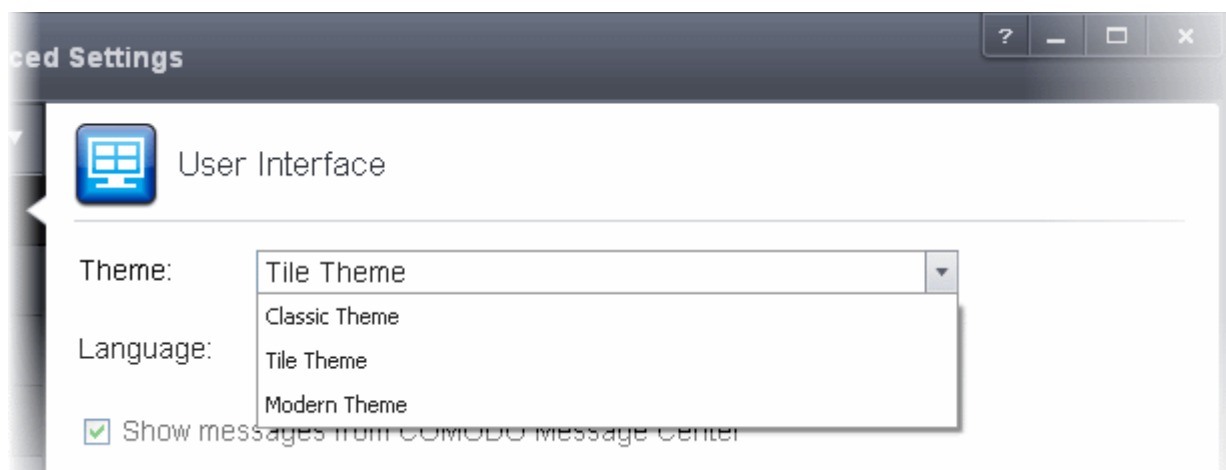 ced Settings
?
User Interface
Theme:
Tile Theme
Classic Theme
Language:
Tile Theme
Modern Theme
Show messages from COMODO Message Center